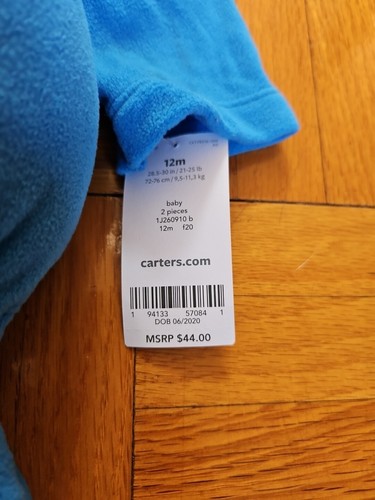 12m
28.5-30 in / 21-25 lb
72-76 cm / 9,5-11,3 kg
baby
2 pieces
1J260910 b
12m f20
carters.com
1 94133 57084 1
DOB 06/2020
MSRP $44.00